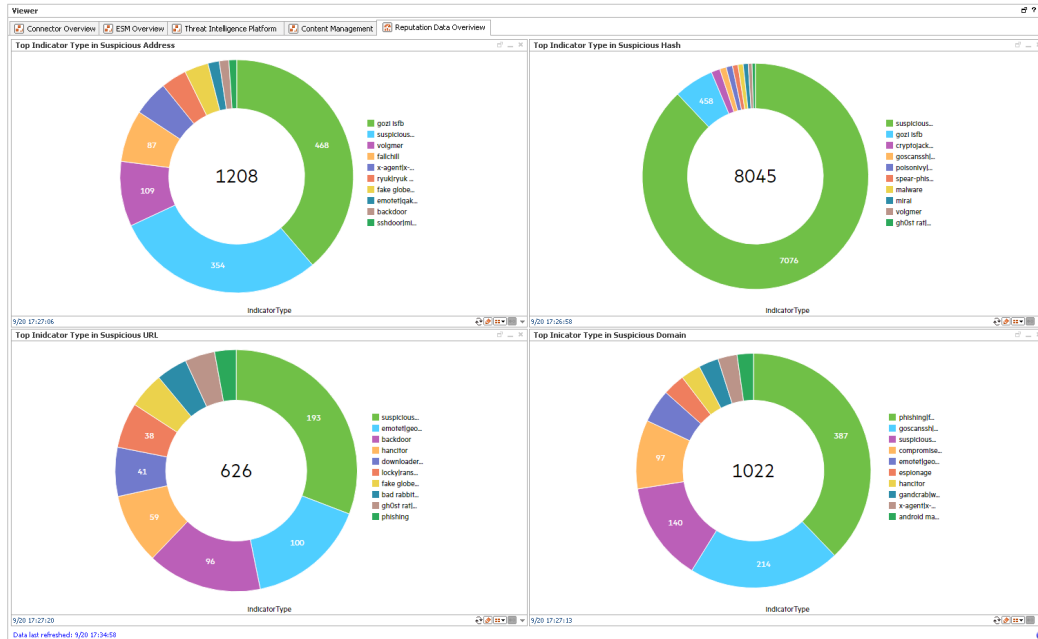 Viewer
Connector Overview
ESM Overview
Threat Intelligence Platform
Content Management
Reputation Data Overivew
Top Indicator Type in Suspicious Address
468
354
109
87
1208
gozi isfb
suspicious...
volgmer
fallchill
x-agent|x-...
ryuk|ryuk ...
fake globe...
emotet|qak...
backdoor
sshdoor|mi...
IndicatorType
9/20 17:27:06
Top Indicator Type in Suspicious Hash
458
8045
7076
suspicious...
gozi isfb
cryptojack...
goscanssh|...
poisonivy|...
spear-phis...
malware
mirai
volgmer
gh0st rat|...
IndicatorType
9/20 17:26:58
Top Inidcator Type in Suspicious URL
193
100
96
59
41
38
626
suspicious...
emotet|geo...
backdoor
hancitor
downloader...
locky|rans...
fake globe...
bad rabbit...
gh0st rat|...
phishing
IndicatorType
9/20 17:27:20
Top Inicator Type in Suspicious Domain
387
214
140
97
1022
phishing|f...
goscanssh|...
suspicious...
compromise...
emotet|geo...
espionage
hancitor
gandcrab|w...
x-agent|x-...
android ma...
IndicatorType
9/20 17:27:13
Data last refreshed: 9/20 17:34:58